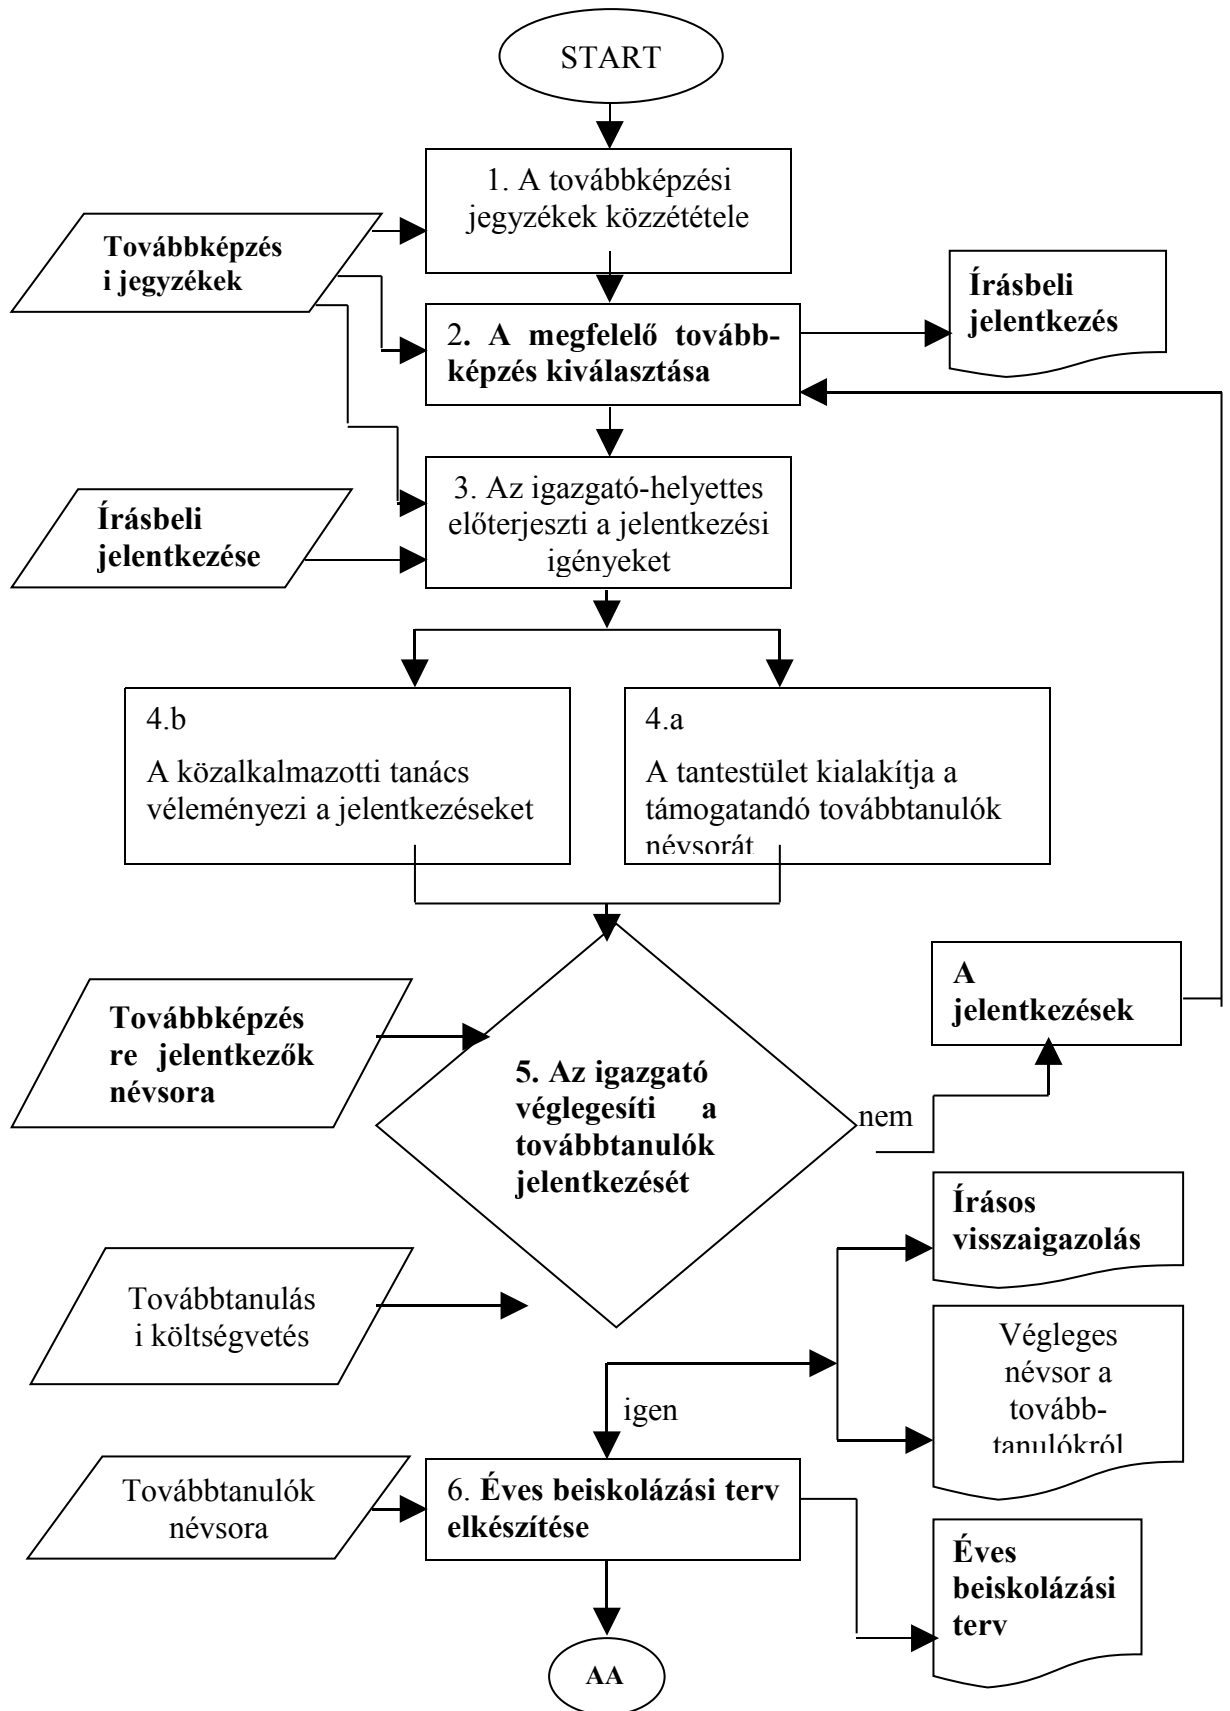 START
1. A továbbképzési
jegyzékek közzététele
Továbbképzés
i jegyzékek
Írásbeli
jelentkezés
2. A megfelelő tovább-
képzés kiválasztása
3. Az igazgató-helyettes
előterjeszti a jelentkezési
igényeket
Írásbeli
jelentkezése
4.b
A közalkalmazotti tanács
véleményezi a jelentkezéseket
4.a
A tantestület kialakítja a
támogatandó továbbtanulók
névsorát
A
jelentkezések
Továbbképzés
re jelentkezők
névsora
5. Az igazgató
véglegesíti a
továbbtanulók
jelentkezését
nem
Írásos
visszaigazolás
Továbbtanulás
i költségvetés
Végleges
névsor a
tovább-
tanulókról
igen
Továbbtanulók
névsora
6. Éves beiskolázási terv
elkészítése
Éves
beiskolázási
terv
AA